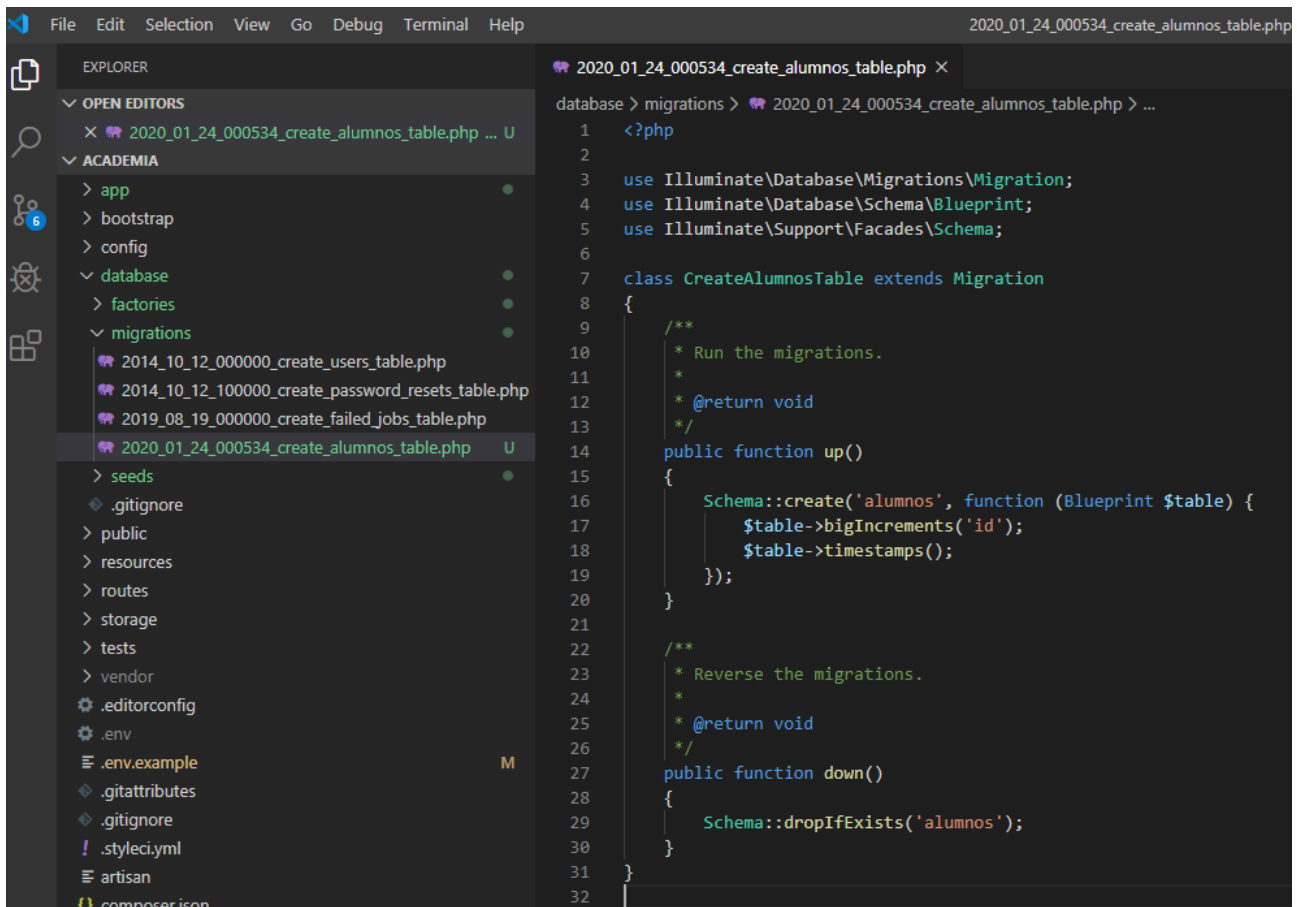 File Edit Selection View Go Debug Terminal Help
2020_01_24_000534_create_alumnos_table.php
EXPLORER
OPEN EDITORS
2020_01_24_000534_create_alumnos_table.php ... U
ACADEMIA
app
bootstrap
config
database
factories
migrations
2014_10_12_000000_create_users_table.php
2014_10_12_100000_create_password_resets_table.php
2019_08_19_000000_create_failed_jobs_table.php
2020_01_24_000534_create_alumnos_table.php U
seeds
.gitignore
public
resources
routes
storage
tests
vendor
.editorconfig
.env
.env.example M
.gitattributes
.gitignore
.styleci.yml
artisan
{} composer.json
6
2020_01_24_000534_create_alumnos_table.php ×
database > migrations > 2020_01_24_000534_create_alumnos_table.php > ...
1 <?php
2
3 use Illuminate\Database\Migrations\Migration;
4 use Illuminate\Database\Schema\Blueprint;
5 use Illuminate\Support\Facades\Schema;
6
7 class CreateAlumnosTable extends Migration
8 {
9 /**
10 * Run the migrations.
11 *
12 * @return void
13 */
14 public function up()
15 {
16 Schema::create('alumnos', function (Blueprint $table) {
17 $table->bigIncrements('id');
18 $table->timestamps();
19 });
20 }
21
22 /**
23 * Reverse the migrations.
24 *
25 * @return void
26 */
27 public function down()
28 {
29 Schema::dropIfExists('alumnos');
30 }
31 }
32